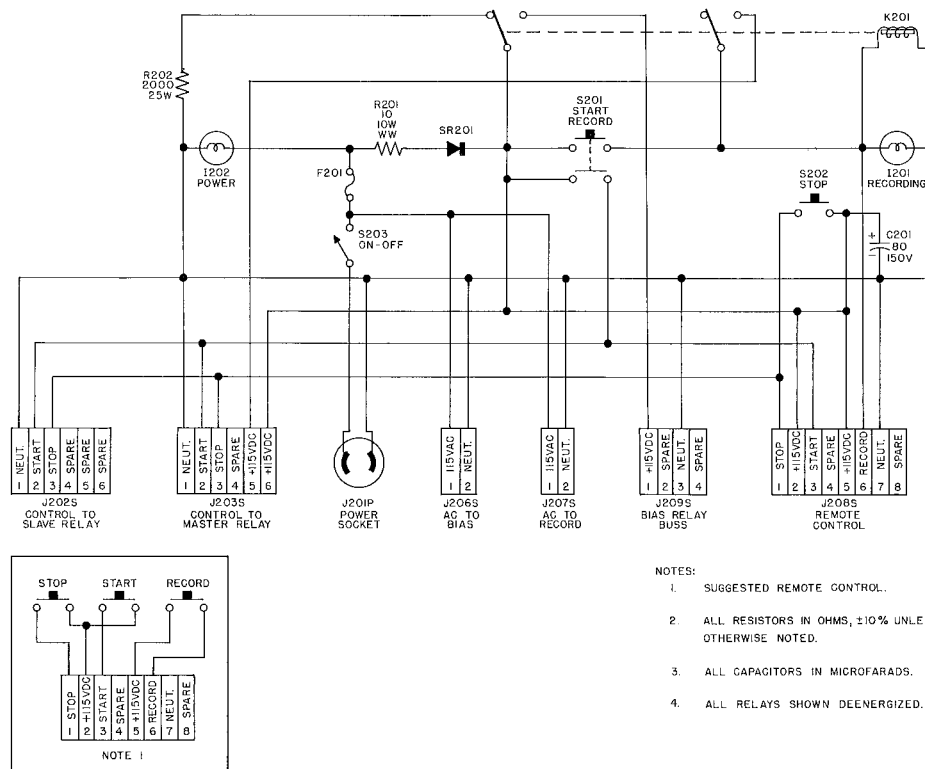 K201
R202
2000
25W
R201
10
10W
WW
SR201
S201
START
RECORD
I202
POWER
F201
S203
ON-OFF
S202
STOP
I201
RECORDING
+
C201
80
150V
−
NEUT. 1
START 2
STOP 3
SPARE 4
SPARE 5
SPARE 6
J202S
CONTROL TO
SLAVE RELAY
NEUT. 1
START 2
STOP 3
SPARE 4
+115VDC 5
+115VDC 6
J203S
CONTROL TO
MASTER RELAY
J201P
POWER
SOCKET
115VAC 1
NEUT. 2
J206S
AC TO
BIAS
115VAC 1
NEUT. 2
J207S
AC TO
RECORD
+115VDC 1
SPARE 2
NEUT. 3
SPARE 4
J209S
BIAS RELAY
BUSS
STOP 1
+115VDC 2
START 3
SPARE 4
+115VDC 5
RECORD 6
NEUT. 7
SPARE 8
J208S
REMOTE
CONTROL
STOP START RECORD
STOP 1
+115VDC 2
START 3
SPARE 4
+115VDC 5
RECORD 6
NEUT. 7
SPARE 8
NOTE 1
NOTES:
1. SUGGESTED REMOTE CONTROL.
2. ALL RESISTORS IN OHMS, ±10% UNLE
OTHERWISE NOTED.
3. ALL CAPACITORS IN MICROFARADS.
4. ALL RELAYS SHOWN DEENERGIZED.